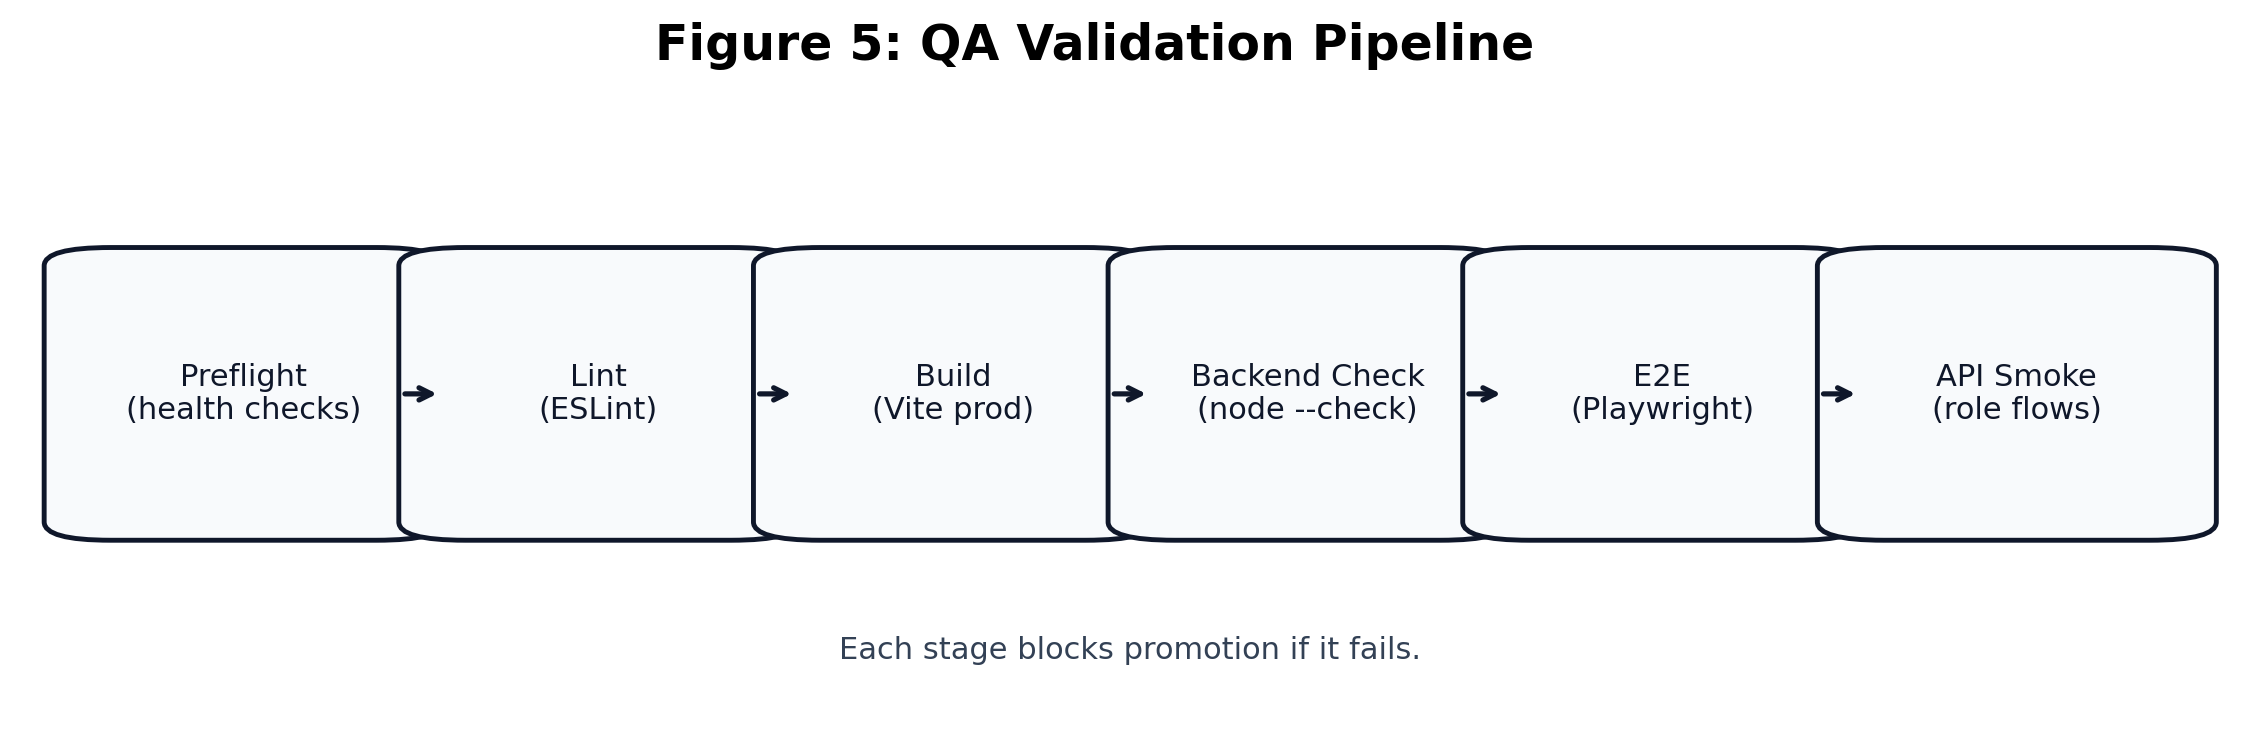 Figure 5: QA Validation Pipeline
Preflight
(health checks)
Lint
(ESLint)
Build
(Vite prod)
Backend Check
(node --check)
E2E
(Playwright)
API Smoke
(role flows)
Each stage blocks promotion if it fails.